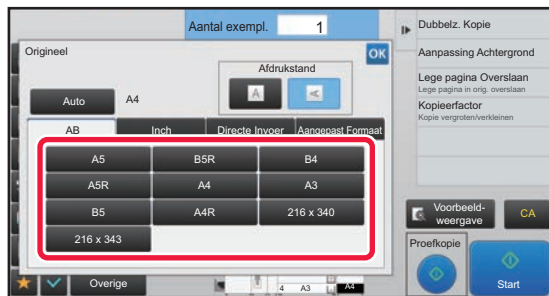 Aantal exempl. 1
Origineel
OK
Afdrukstand
A
A
Auto
A4
AB
Inch
Directe Invoer
Aangepast Formaat
A5
B5R
B4
A5R
A4
A3
B5
A4R
216 x 340
216 x 343
Overige
4
A3
A4
Dubbelz. Kopie
Aanpassing Achtergrond
Lege pagina Overslaan
Lege pagina in orig. overslaan
Kopieerfactor
Kopie vergroten/verkleinen
Voorbeeld-
weergave
CA
Proefkopie
Start